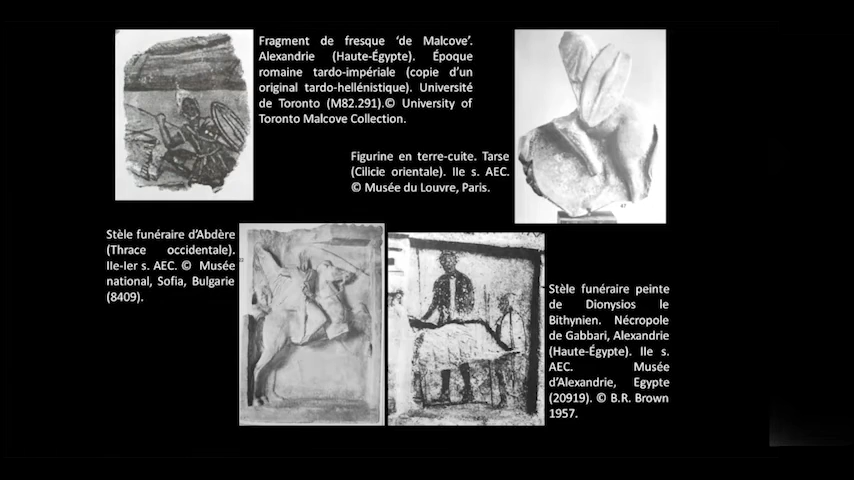 Fragment de fresque ‘de Malcove’.
Alexandrie (Haute-Égypte). Époque
romaine tardo-impériale (copie d’un
original tardo-hellénistique). Université
de Toronto (M82.291).© University of
Toronto Malcove Collection.
Figurine en terre-cuite. Tarse
(Cilicie orientale). IIe s. AEC.
© Musée du Louvre, Paris.
47
Stèle funéraire d’Abdère
(Thrace occidentale).
IIe-Ier s. AEC. © Musée
national, Sofia, Bulgarie
(8409).
Stèle funéraire peinte
de Dionysios le
Bithynien. Nécropole
de Gabbari, Alexandrie
(Haute-Égypte). IIe s.
AEC. Musée
d’Alexandrie, Egypte
(20919). © B.R. Brown
1957.